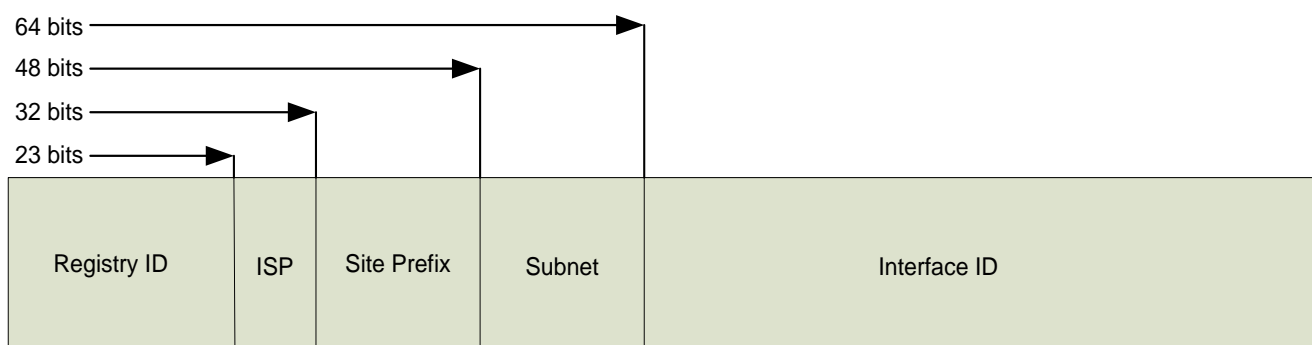 64 bits
48 bits
32 bits
23 bits
Registry ID
ISP
Site Prefix
Subnet
Interface ID